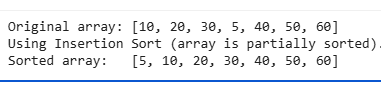 Original array: [10, 20, 30, 5, 40, 50, 60]
Using Insertion Sort (array is partially sorted).
Sorted array:   [5, 10, 20, 30, 40, 50, 60]